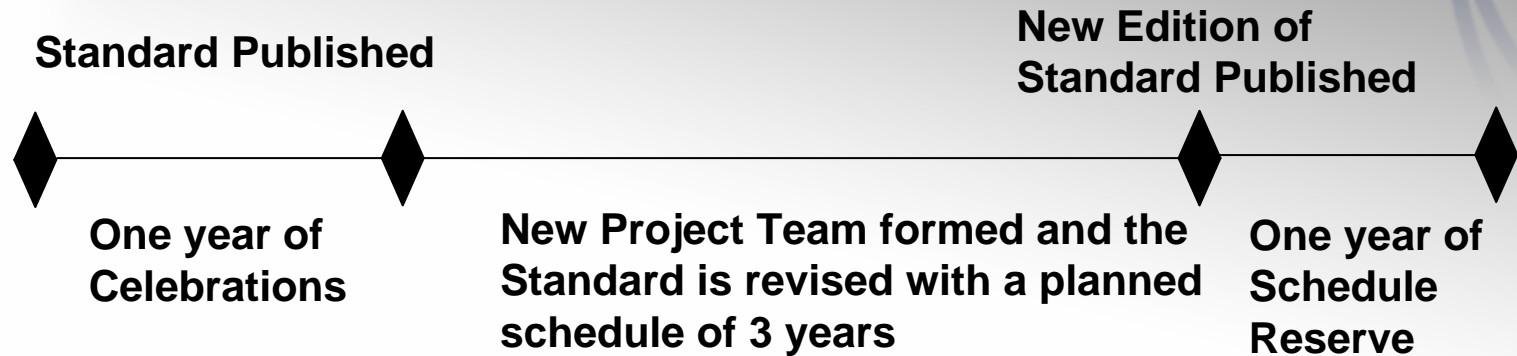 Standard Published
New Edition of
Standard Published
One year of
Celebrations
New Project Team formed and the
Standard is revised with a planned
schedule of 3 years
One year of
Schedule
Reserve